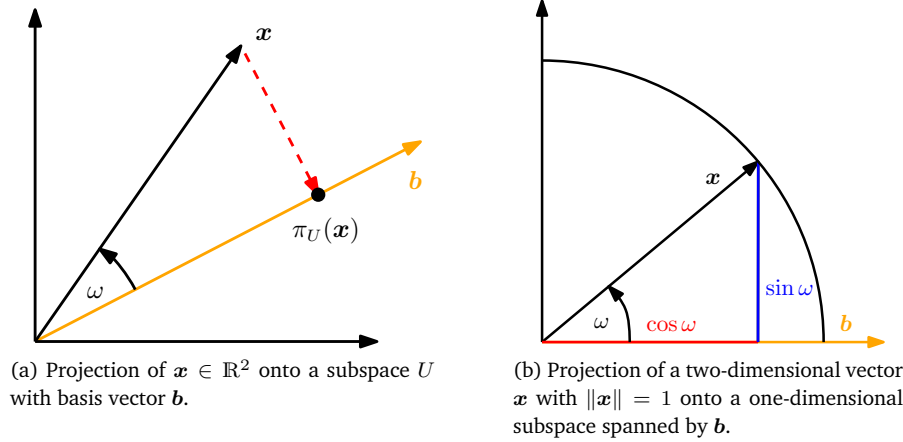 x
b
π_U(x)
ω
(a) Projection of x ∈ ℝ² onto a subspace U
with basis vector b.
x
sin ω
ω
cos ω
b
(b) Projection of a two-dimensional vector
x with ‖x‖ = 1 onto a one-dimensional
subspace spanned by b.